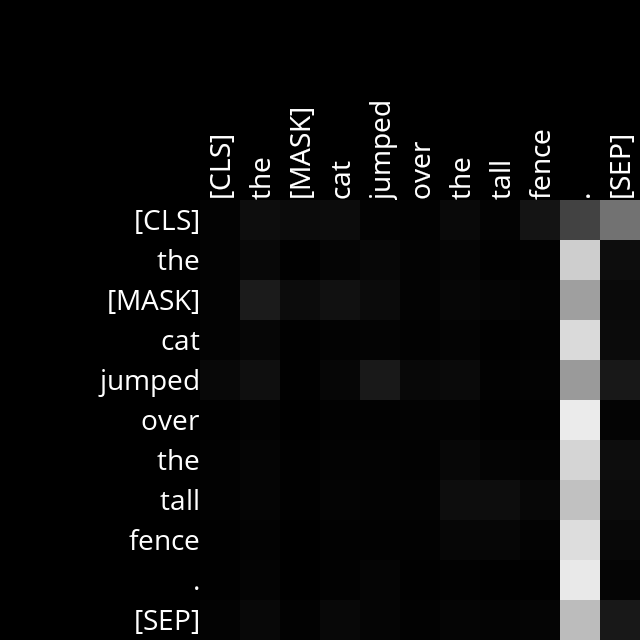 [CLS] the [MASK] cat jumped over the tall fence . [SEP]
[CLS]
the
[MASK]
cat
jumped
over
the
tall
fence
.
[SEP]